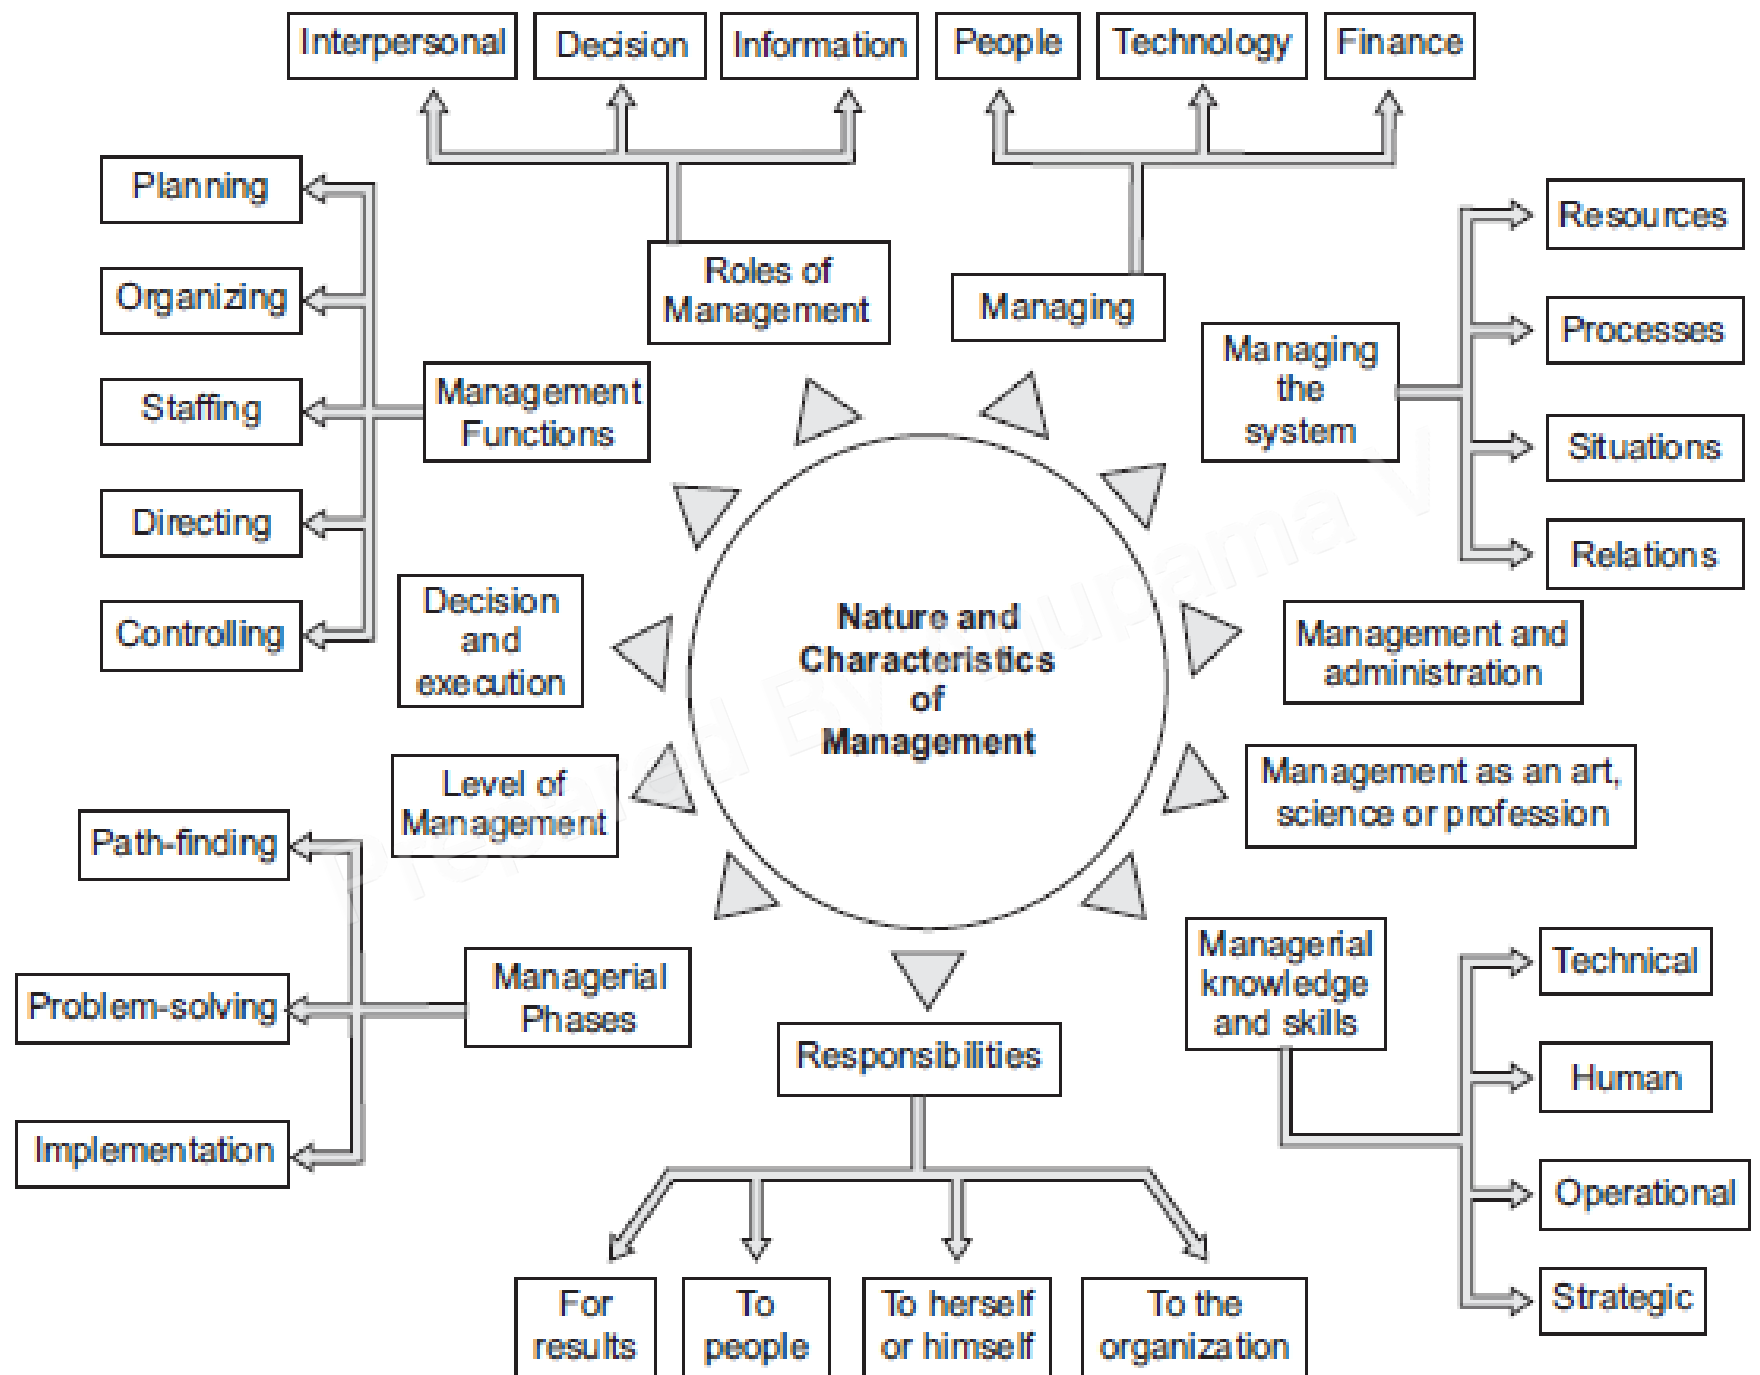 Interpersonal
Decision
Information
People
Technology
Finance
Planning
Organizing
Staffing
Directing
Controlling
Roles of
Management
Managing
Management
Functions
Managing
the
system
Resources
Processes
Situations
Relations
Decision
and
execution
Nature and
Characteristics
of
Management
Management and
administration
Level of
Management
Management as an art,
science or profession
Path-finding
Problem-solving
Implementation
Managerial
Phases
Responsibilities
Managerial
knowledge
and skills
Technical
Human
Operational
Strategic
For
results
To
people
To herself
or himself
To the
organization
Prepared By Anupama V